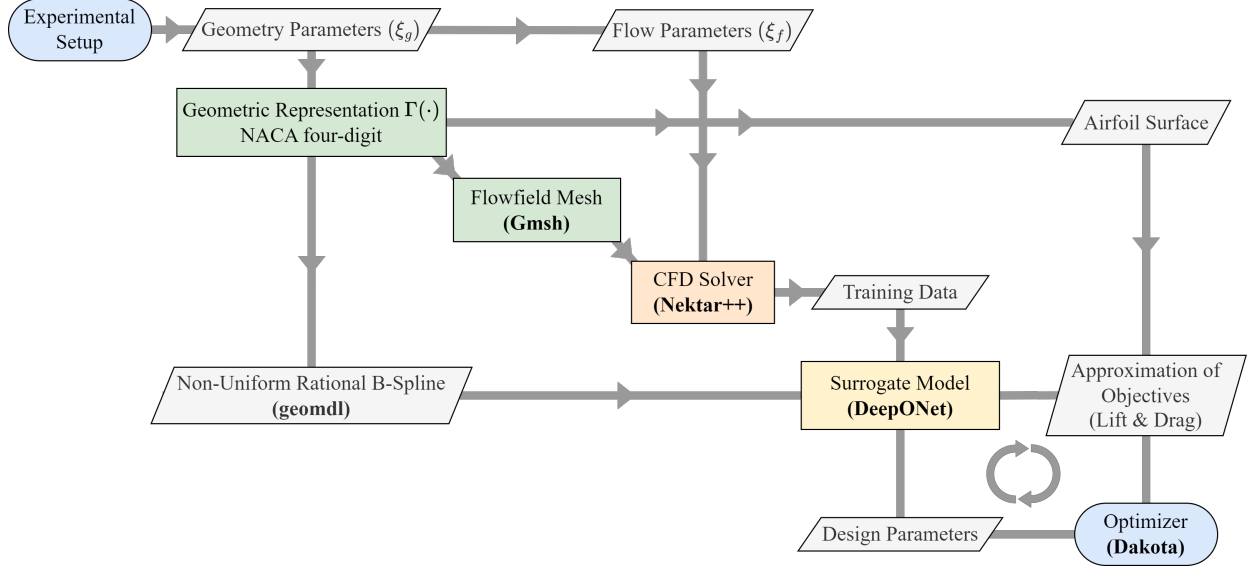 Experimental
Setup
Geometry Parameters (ξ_g)
Flow Parameters (ξ_f)
Geometric Representation Γ(·)
NACA four-digit
Airfoil Surface
Flowfield Mesh
(Gmsh)
CFD Solver
(Nektar++)
Training Data
Non-Uniform Rational B-Spline
(geomdl)
Surrogate Model
(DeepONet)
Approximation of
Objectives
(Lift & Drag)
Design Parameters
Optimizer
(Dakota)